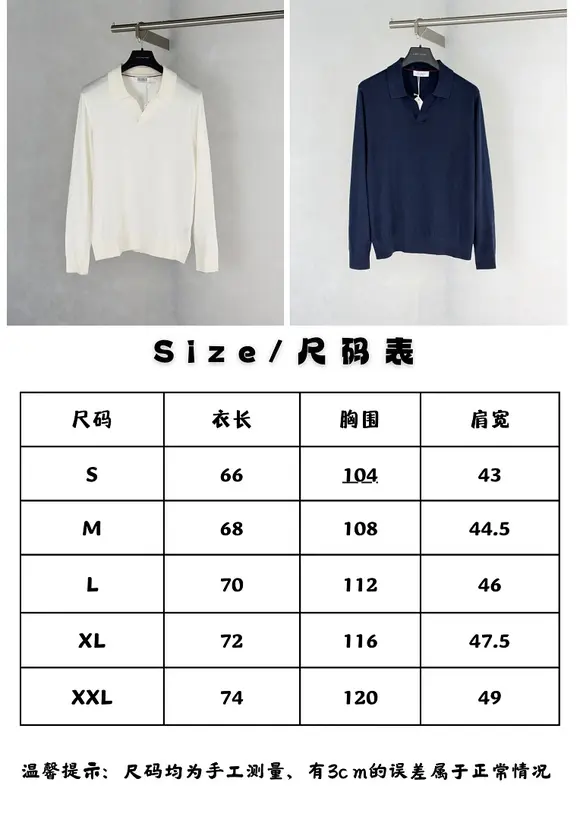 Size/尺码表
尺码 衣长 胸围 肩宽
S 66 104 43
M 68 108 44.5
L 70 112 46
XL 72 116 47.5
XXL 74 120 49
温馨提示：尺码均为手工测量、有3cm的误差属于正常情况